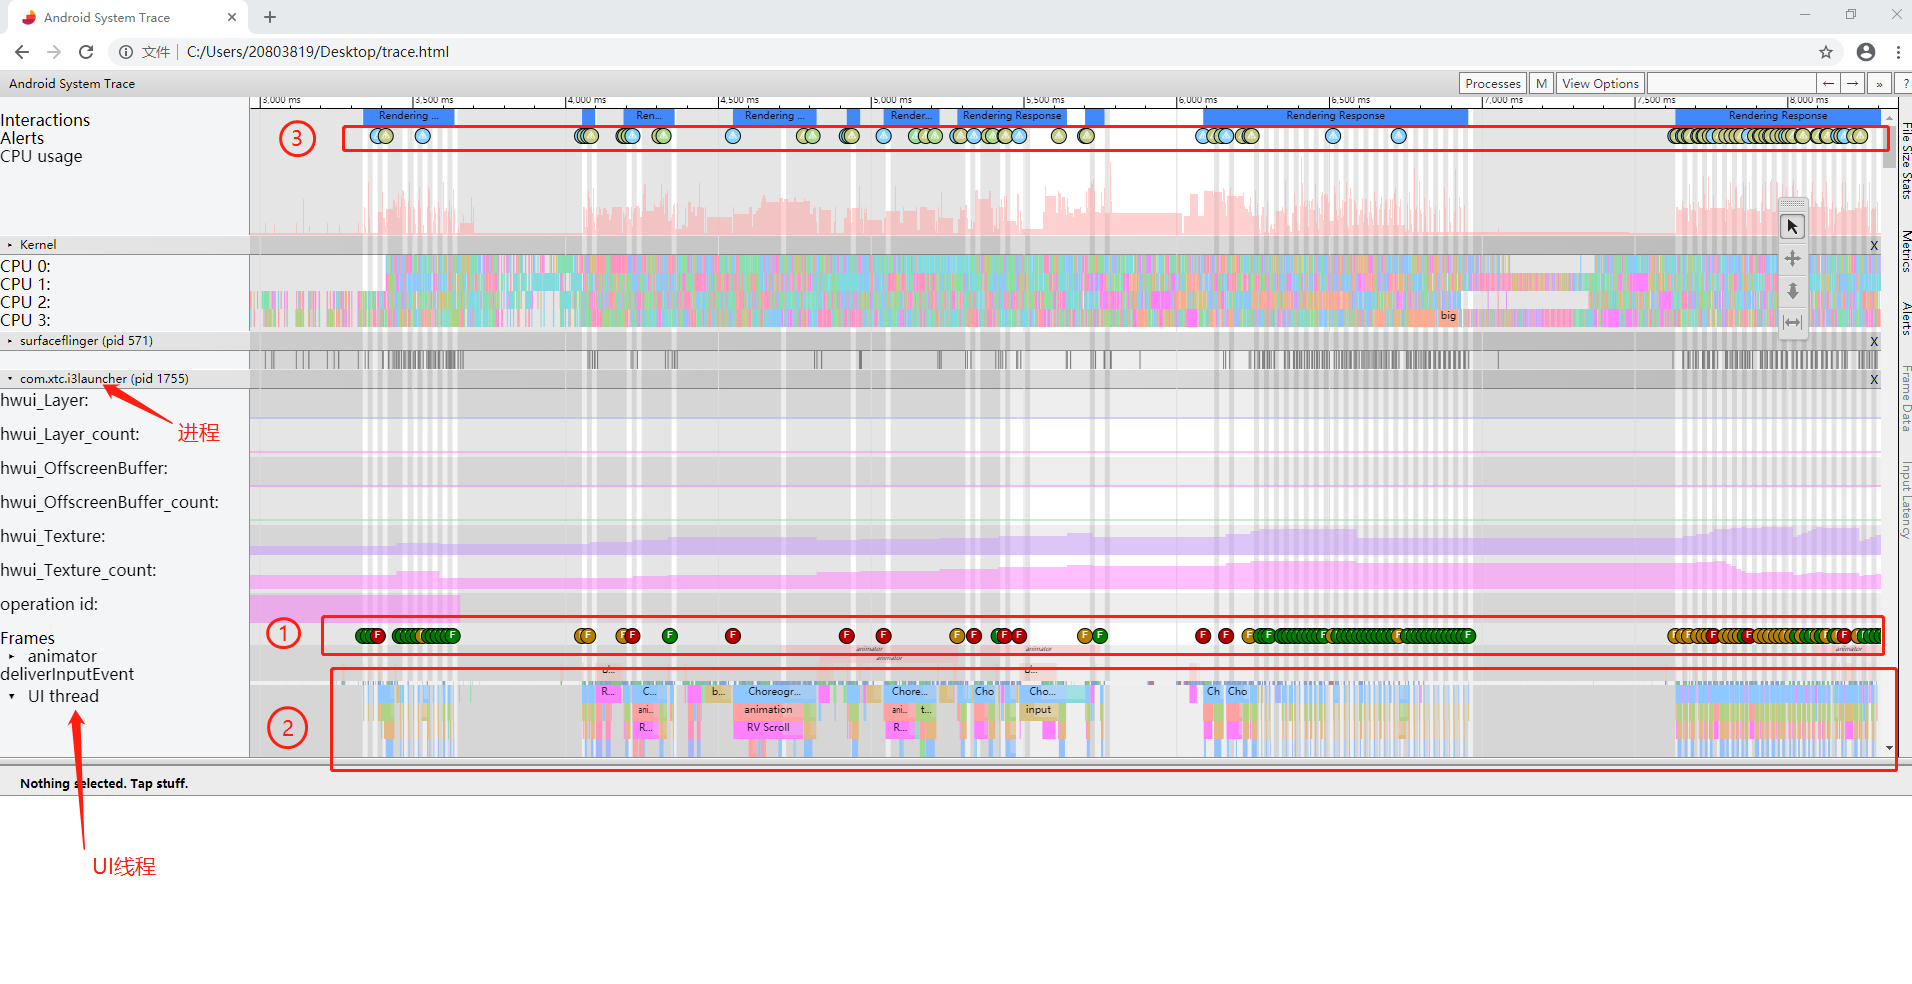 Android System Trace
文件 C:/Users/20803819/Desktop/trace.html
Android System Trace
Processes M View Options ← → » ?
3,000 ms 3,500 ms 4,000 ms 4,500 ms 5,000 ms 5,500 ms 6,000 ms 6,500 ms 7,000 ms 7,500 ms 8,000 ms
Interactions
Rendering ... Ren... Rendering ... Render... Rendering Response Rendering Response Rendering Response
Alerts
③
CPU usage
File Size Stats
Metrics
Alerts
Frame Data
Input Latency
Kernel X
CPU 0:
CPU 1:
CPU 2:
CPU 3:
big
surfaceflinger (pid 571) X
com.xtc.i3launcher (pid 1755) X
进程
hwui_Layer:
hwui_Layer_count:
hwui_OffscreenBuffer:
hwui_OffscreenBuffer_count:
hwui_Texture:
hwui_Texture_count:
operation id:
①
Frames
F F F F F F F F F F F F F F F F F F F F F F F F F
animator
animator animator animator
animator
deliverInputEvent
UI thread
R... C... b... Choreogr... Chore... Cho Cho... Ch Cho
ani... animation ani... t... input
R... RV Scroll R...
②
Nothing selected. Tap stuff.
UI线程